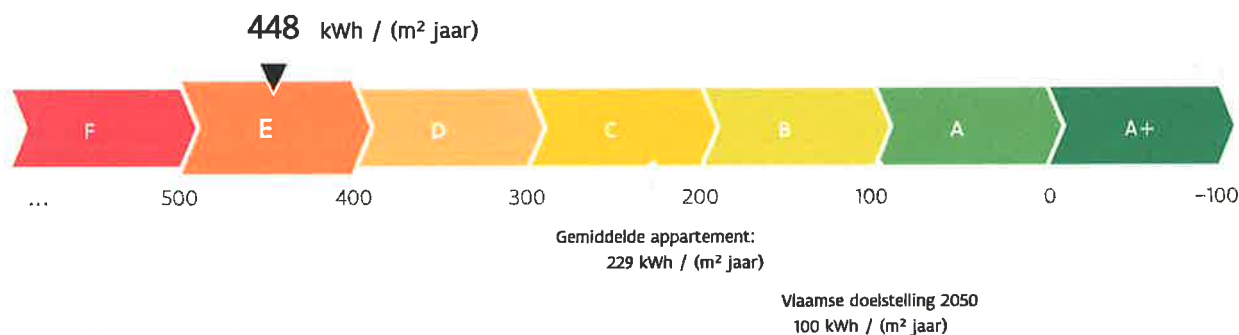 448 kWh / (m² jaar)
F E D C B A A+
... 500 400 300 200 100 0 −100
Gemiddelde appartement:
229 kWh / (m² jaar)
Vlaamse doelstelling 2050
100 kWh / (m² jaar)